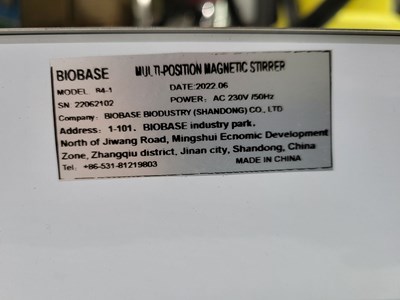 BIOBASE MULTI-POSITION MAGNETIC STIRRER
MODEL B4-1 DATE:2022.06
SN 22062102 POWER: AC 230V /50Hz
Company: BIOBASE BIODUSTRY (SHANDONG) CO., LTD
Address: 1-101. BIOBASE industry park.
North of Jiwang Road, Mingshui Ecnomic Development
Zone, Zhangqiu district, Jinan city, Shandong, China
Tel: +86-531-81219803 MADE IN CHINA